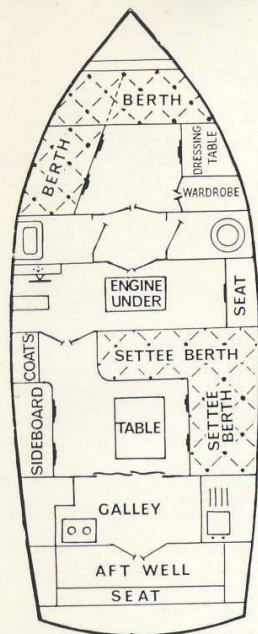 BERTH
BERTH
DRESSING
TABLE
WARDROBE
ENGINE
UNDER
SEAT
COATS
SETTEE BERTH
SETTEE
BERTH
SIDEBOARD
TABLE
GALLEY
AFT WELL
SEAT